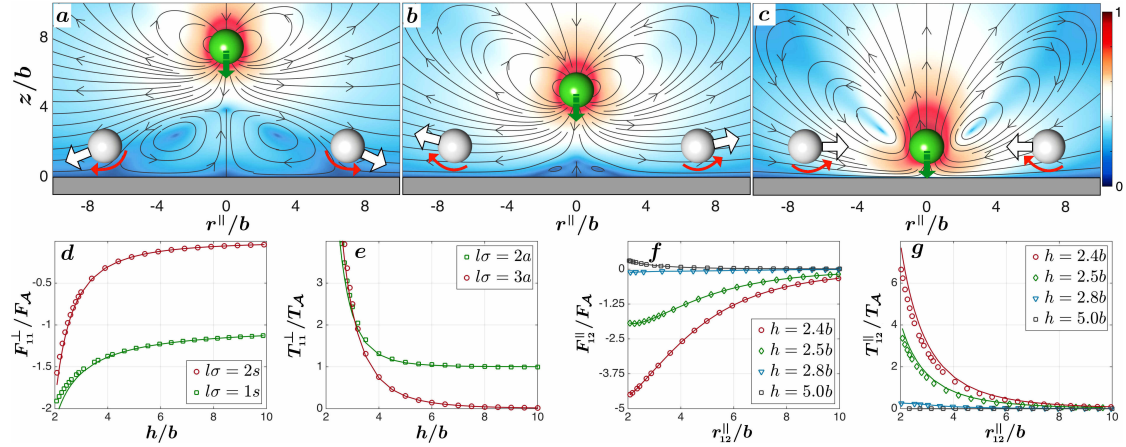 a
b
c
z/b
8
4
0
-8 -4 0 4 8
-8 -4 0 4 8
-8 -4 0 4 8
r∥/b
r∥/b
r∥/b
1
0
d
F⊥11/F𝒜
-0.5
-1
-1.5
-2
2 4 6 8 10
h/b
lσ = 2s
lσ = 1s
e
T⊥11/T𝒜
3
2
1
0
2 4 6 8 10
h/b
lσ = 2a
lσ = 3a
f
F∥12/F𝒜
0
-1.25
-2.5
-3.75
-5
2 4 6 8 10
r∥12/b
h = 2.4b
h = 2.5b
h = 2.8b
h = 5.0b
g
T∥12/T𝒜
8
6
4
2
0
2 4 6 8 10
r∥12/b
h = 2.4b
h = 2.5b
h = 2.8b
h = 5.0b